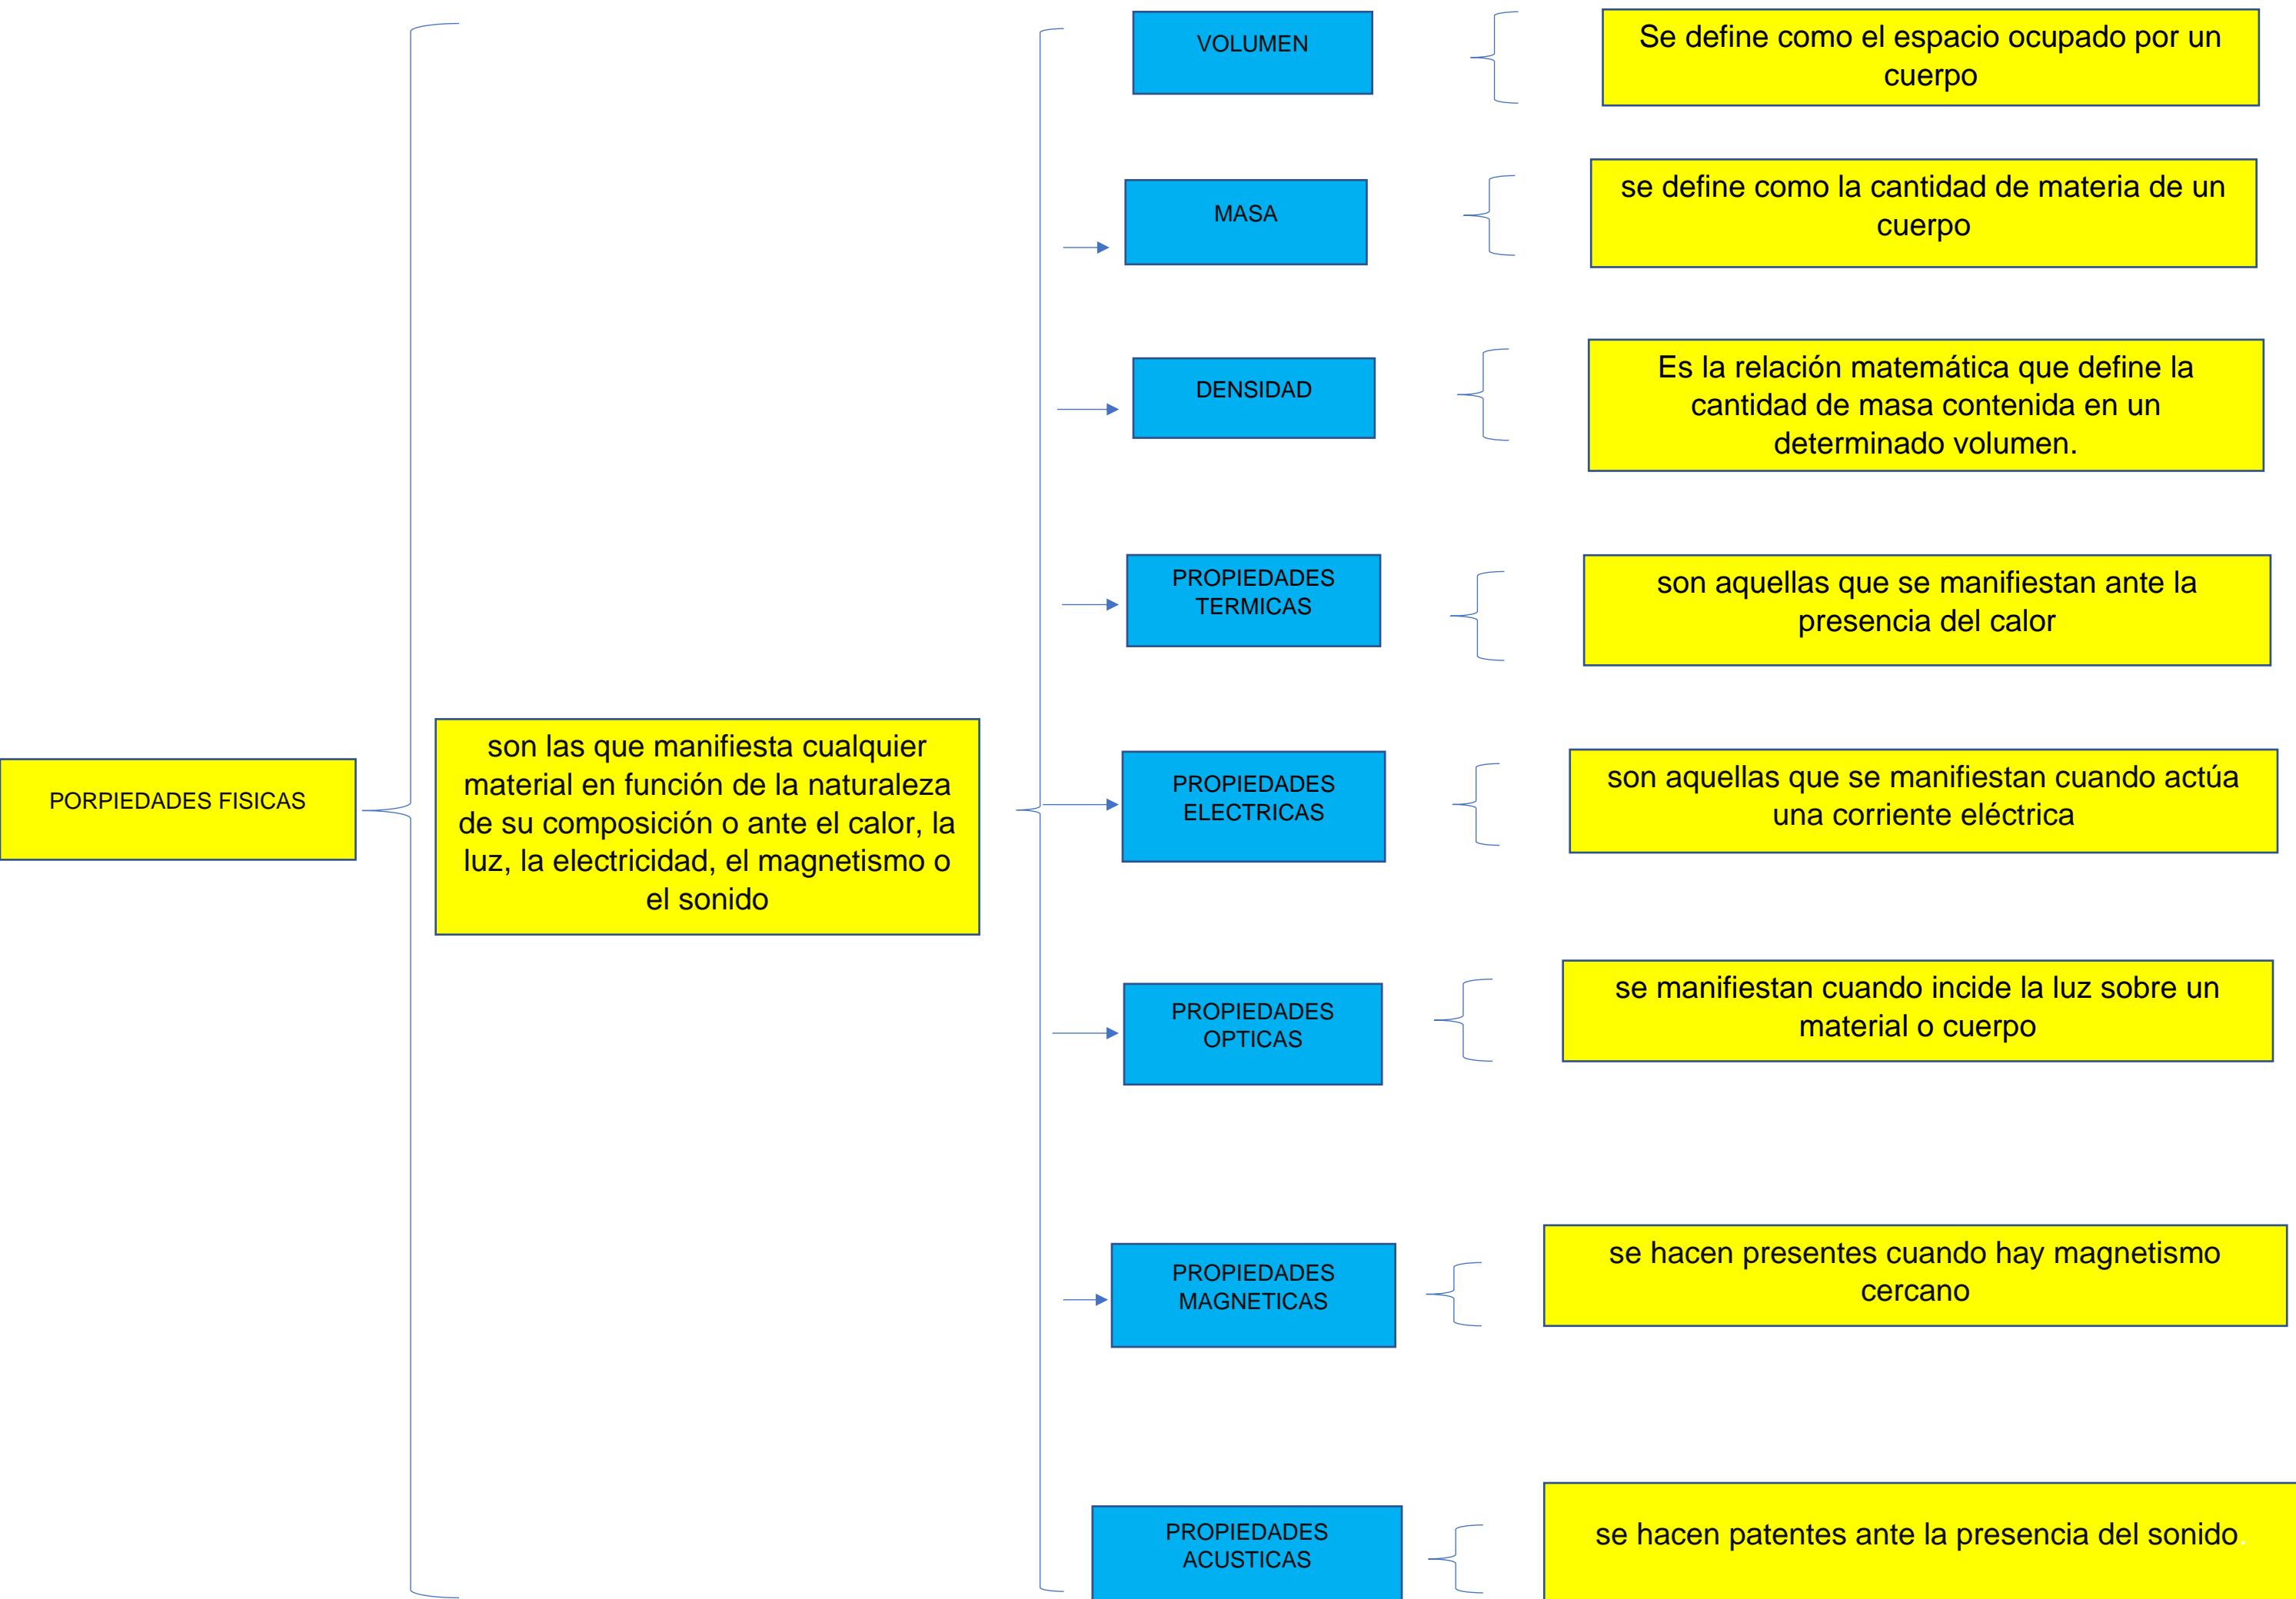 PORPIEDADES FISICAS
son las que manifiesta cualquier
material en función de la naturaleza
de su composición o ante el calor, la
luz, la electricidad, el magnetismo o
el sonido
VOLUMEN
Se define como el espacio ocupado por un
cuerpo
MASA
se define como la cantidad de materia de un
cuerpo
DENSIDAD
Es la relación matemática que define la
cantidad de masa contenida en un
determinado volumen.
PROPIEDADES
TERMICAS
son aquellas que se manifiestan ante la
presencia del calor
PROPIEDADES
ELECTRICAS
son aquellas que se manifiestan cuando actúa
una corriente eléctrica
PROPIEDADES
OPTICAS
se manifiestan cuando incide la luz sobre un
material o cuerpo
PROPIEDADES
MAGNETICAS
se hacen presentes cuando hay magnetismo
cercano
PROPIEDADES
ACUSTICAS
se hacen patentes ante la presencia del sonido.